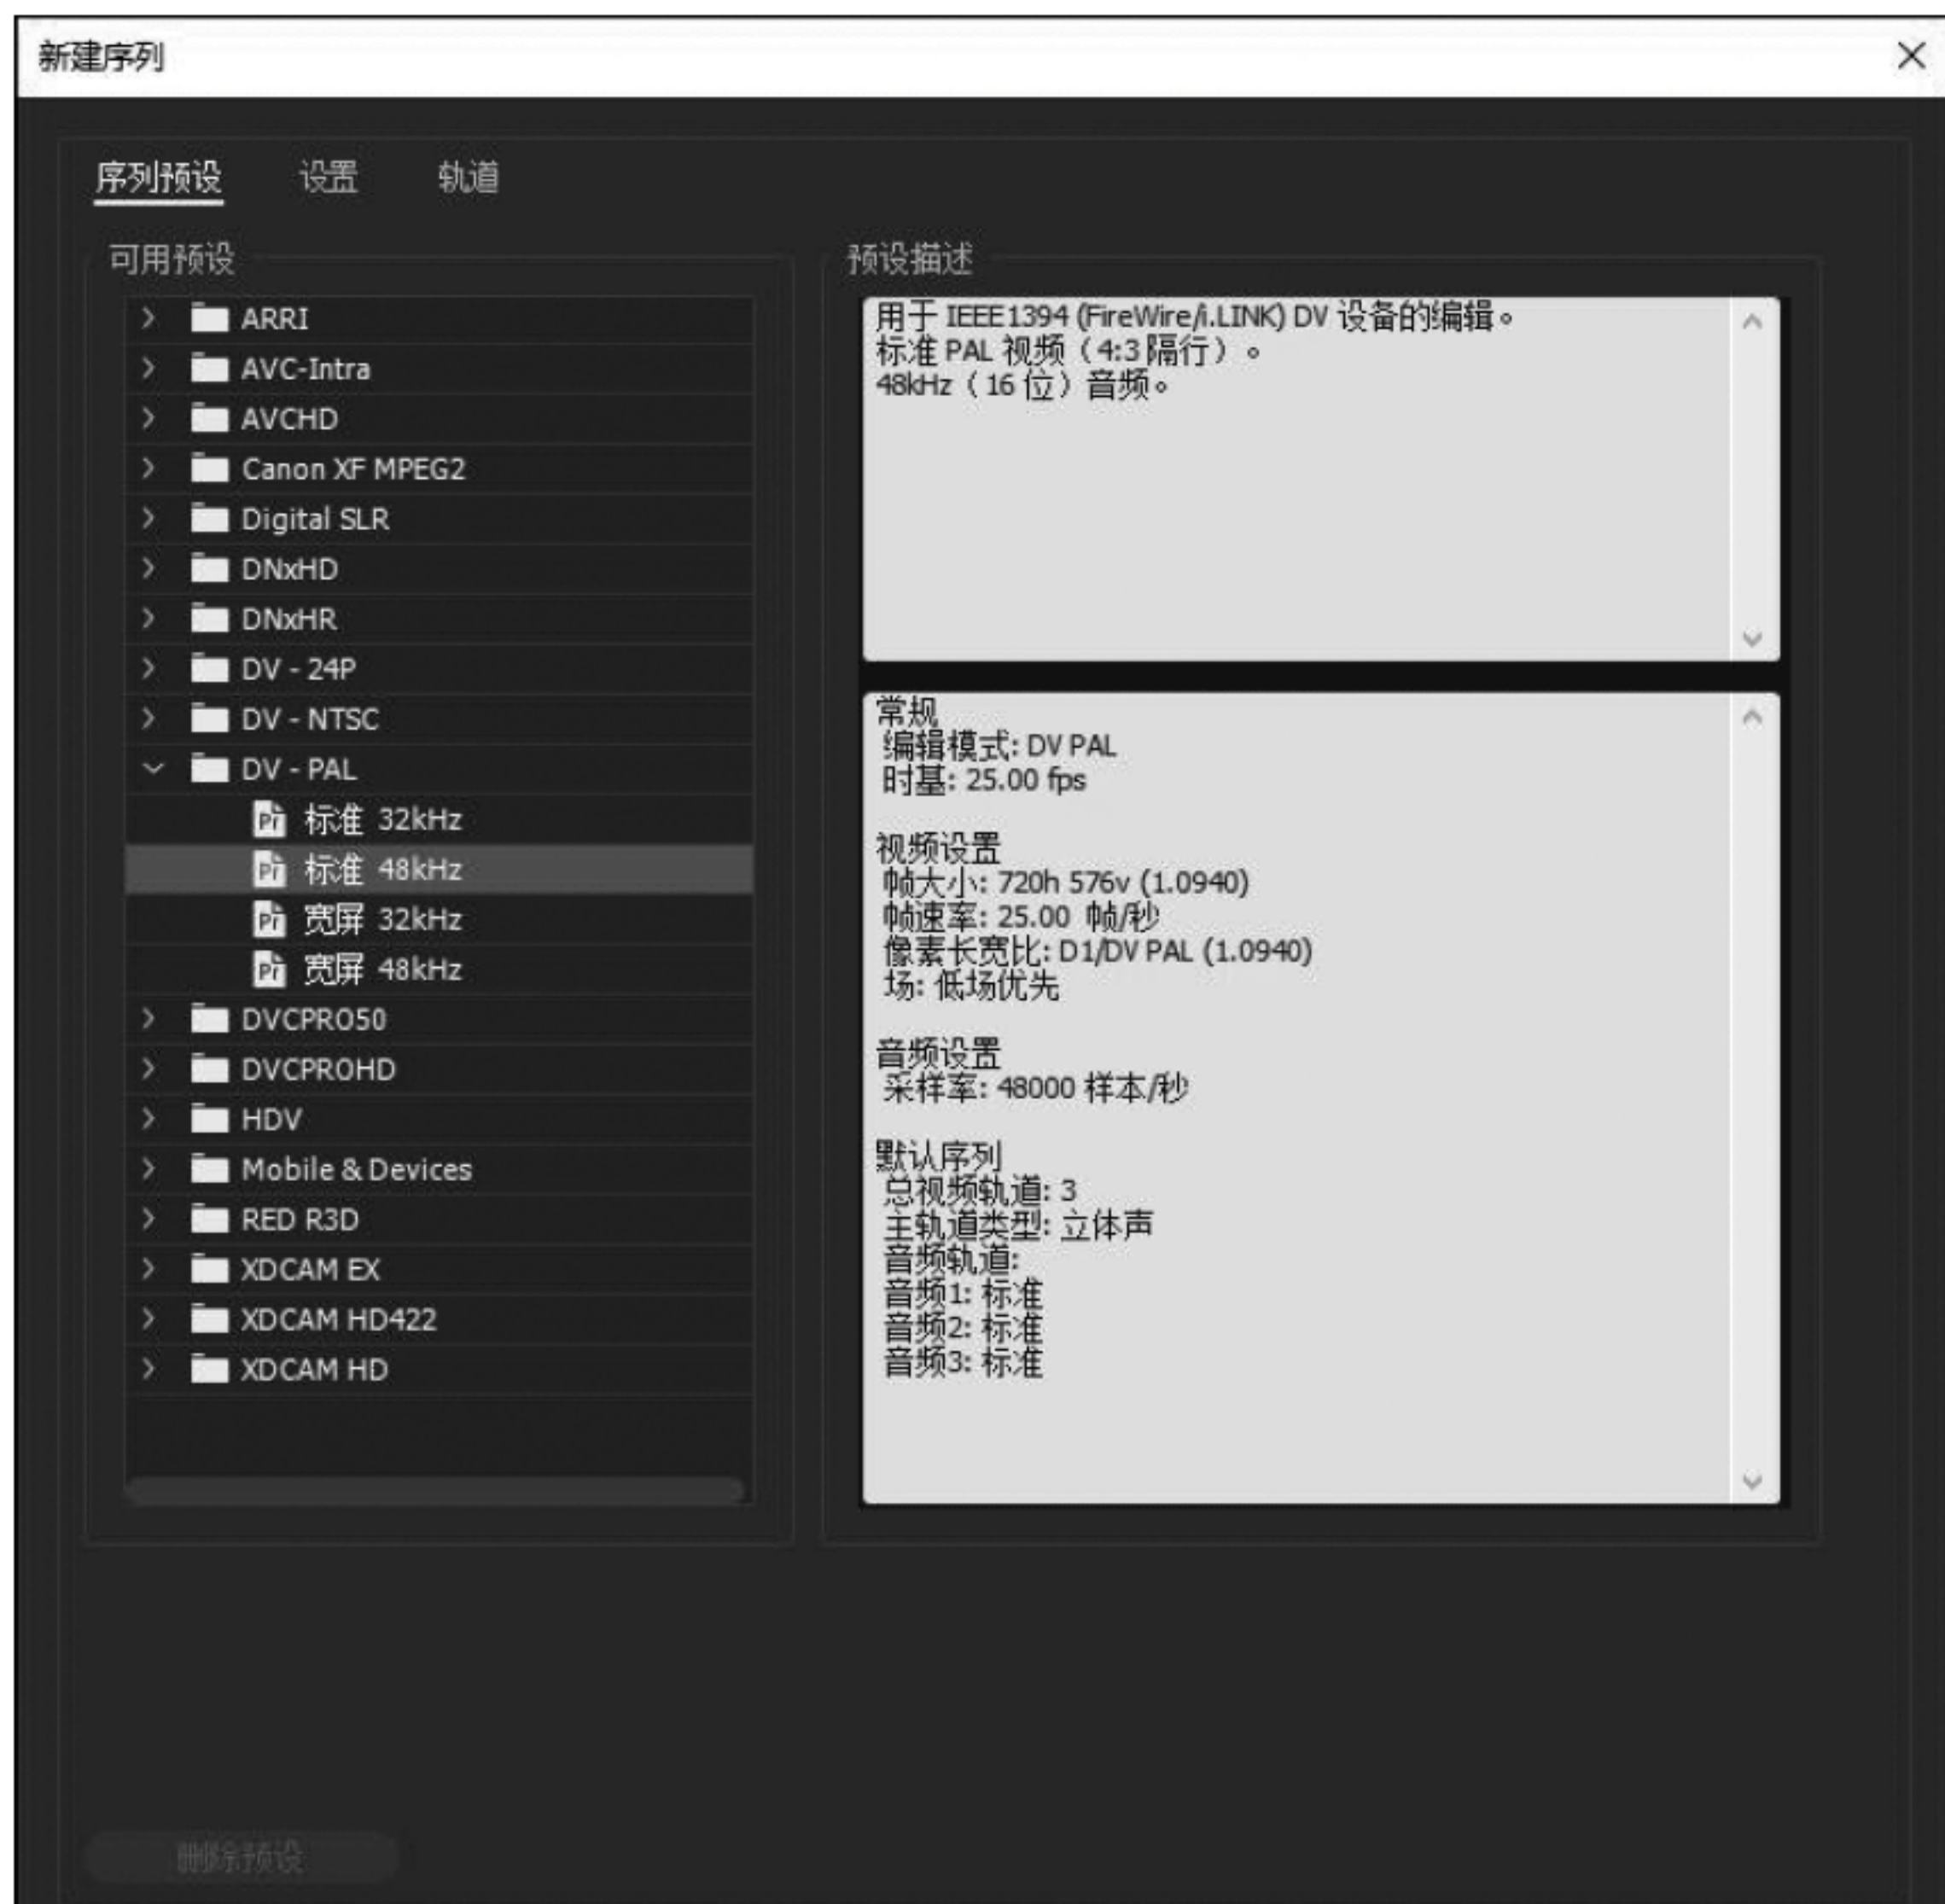 新建序列
序列预设 设置 轨道
可用预设
ARRI
AVC-Intra
AVCHD
Canon XF MPEG2
Digital SLR
DNxHD
DNxHR
DV - 24P
DV - NTSC
DV - PAL
标准 32kHz
标准 48kHz
宽屏 32kHz
宽屏 48kHz
DVCPRO50
DVCPROHD
HDV
Mobile & Devices
RED R3D
XDCAM EX
XDCAM HD422
XDCAM HD
预设描述
用于 IEEE1394 (FireWire/i.LINK) DV 设备的编辑。
标准 PAL 视频（4:3 隔行）。
48kHz（16 位）音频。
常规
编辑模式: DV PAL
时基: 25.00 fps
视频设置
帧大小: 720h 576v (1.0940)
帧速率: 25.00 帧/秒
像素长宽比: D1/DV PAL (1.0940)
场: 低场优先
音频设置
采样率: 48000 样本/秒
默认序列
总视频轨道: 3
主轨道类型: 立体声
音频轨道:
音频1: 标准
音频2: 标准
音频3: 标准
删除预设